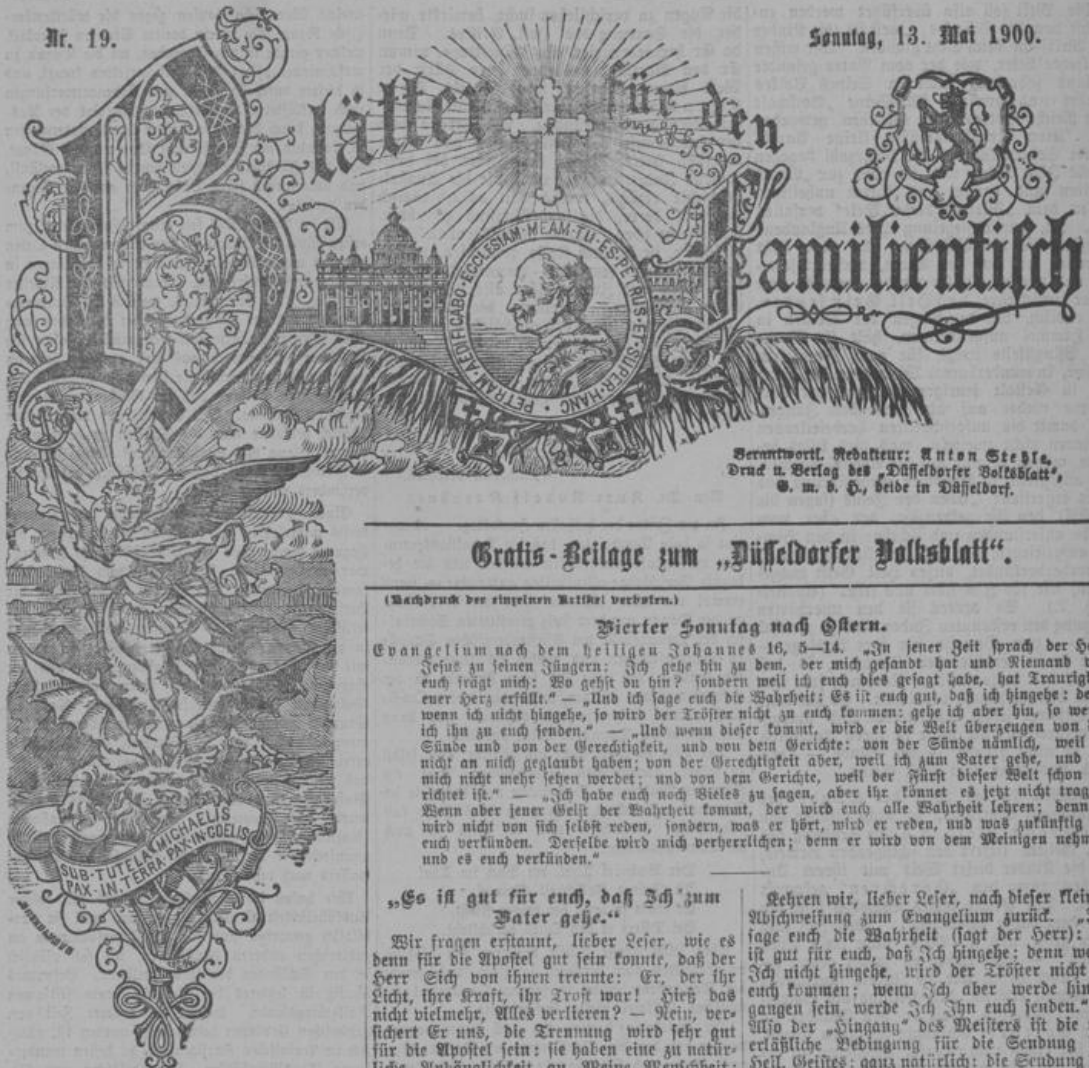 Nr. 19.
Sonntag, 13. Mai 1900.
Blätter für den
Familientisch
PETRAM·AEDIFICABO·ECCLESIAM·MEAM·TU·ES·PETRUS·ET·SUPER·HANC
Verantwortl. Redakteur: Anton Stehle.
Druck u. Verlag des „Düsseldorfer Volksblatt“,
G. m. b. H., beide in Düsseldorf.
Gratis-Beilage zum „Düsseldorfer Volksblatt“.
(Nachdruck der einzelnen Artikel verboten.)
Vierter Sonntag nach Ostern.
Evangelium nach dem heiligen Johannes 16, 5—14. „In jener Zeit sprach der
Jesus zu seinen Jüngern: Ich gehe hin zu dem, der mich gesandt hat und Niemand
euch frägt mich: Wo gehst du hin? sondern weil ich euch dies gesagt habe, hat
euer Herz erfüllt.“ — „Und ich sage euch die Wahrheit: Es ist euch gut, daß ich hingehe:
wenn ich nicht hingehe, so wird der Tröster nicht zu euch kommen: gehe ich aber hin, so
ich ihn zu euch senden.“ — „Und wenn dieser kommt, wird er die Welt überzeugen von
Sünde und von der Gerechtigkeit, und von dem Gerichte: von der Sünde nämlich, weil
nicht an mich geglaubt haben; von der Gerechtigkeit aber, weil ich zum Vater gehe, und
mich nicht mehr sehen werdet; und von dem Gerichte, weil der Fürst dieser Welt schon
richtet ist.“ — „Ich habe euch noch Vieles zu sagen, aber ihr könnet es jetzt nicht
Wenn aber jener Geist der Wahrheit kommt, der wird euch alle Wahrheit lehren; denn
wird nicht von sich selbst reden, sondern, was er hört, wird er reden, und was zukünftig
euch verkünden. Derselbe wird mich verherrlichen; denn er wird von dem Meinigen
und es euch verkünden.“
SUB·TUTELA·MICHAELIS
PAX·IN·TERRA·PAX·IN·COELIS
„Es ist gut für euch, daß Ich zum
Vater gehe.“
Wir fragen erstaunt, lieber Leser, wie es
denn für die Apostel gut sein konnte, daß der
Herr Sich von ihnen trennte: Er, der ihr
Licht, ihre Kraft, ihr Trost war! Hieß das
nicht vielmehr, Alles verlieren? — Nein, ver-
sichert Er uns, die Trennung wird sehr gut
für die Apostel sein: sie haben eine zu natür-
liche Anhänglichkeit an Meine Menschheit;
Kehren wir, lieber Leser, nach dieser
Abschweifung zum Evangelium zurück.
sage euch die Wahrheit (sagt der Herr):
ist gut für euch, daß Ich hingehe: denn
Ich nicht hingehe, wird der Tröster nicht
euch kommen; wenn Ich aber werde
gangen sein, werde Ich Ihn euch senden.
Also der „Hingang“ des Meisters ist die
erläßliche Bedingung für die Sendung
Heil. Geistes; ganz natürlich: die Sendung